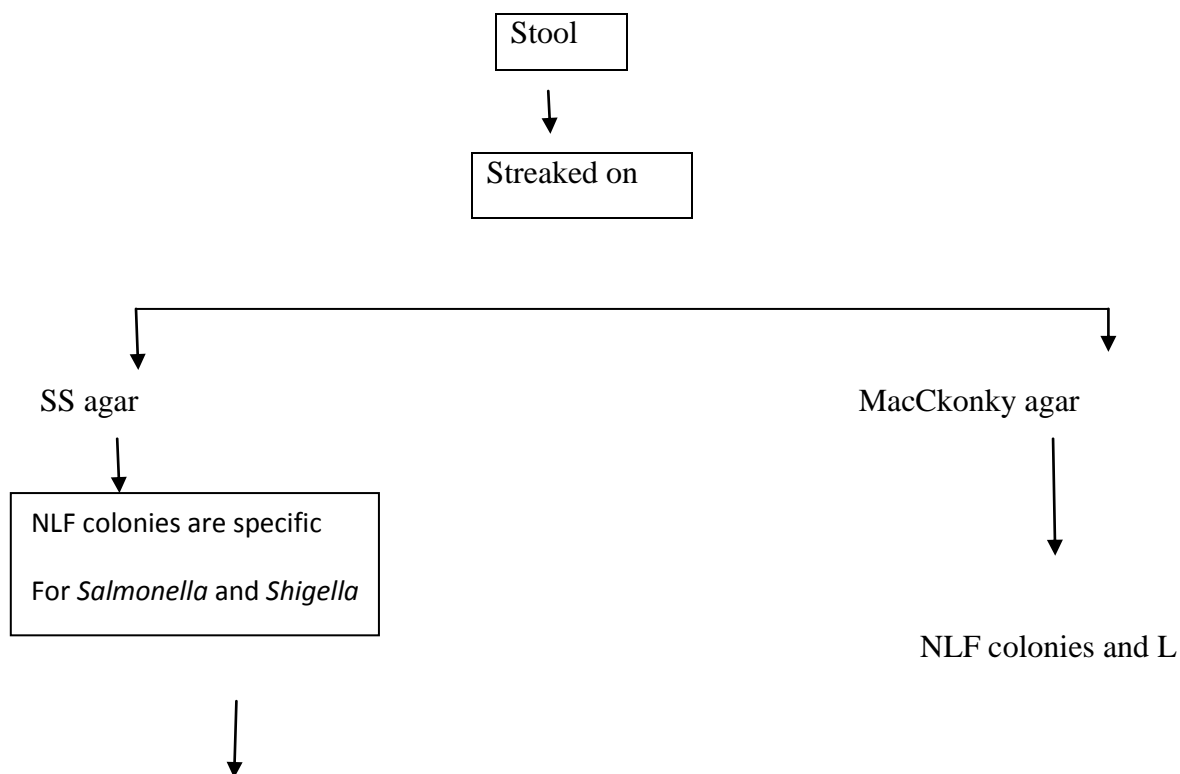 Stool
Streaked on
SS agar
MacCkonky agar
NLF colonies are specific
For Salmonella and Shigella
NLF colonies and L